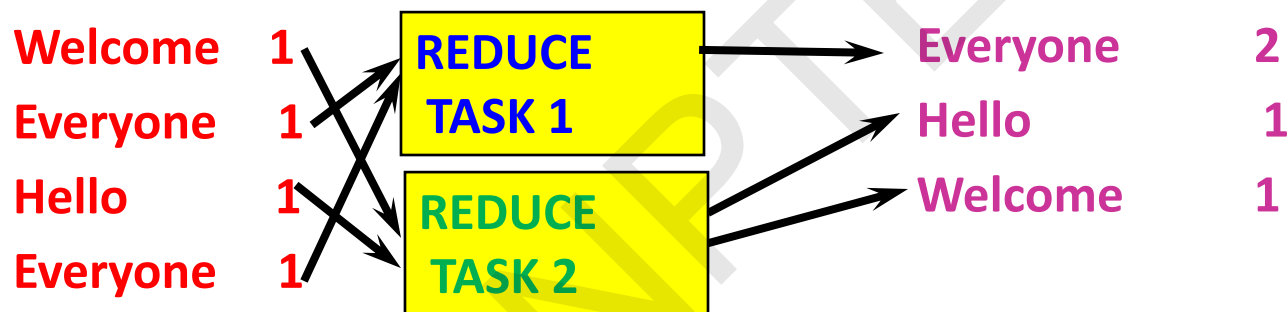 Welcome 1
Everyone 1
Hello 1
Everyone 1
REDUCE
TASK 1
REDUCE
TASK 2
Everyone 2
Hello 1
Welcome 1
NPTE